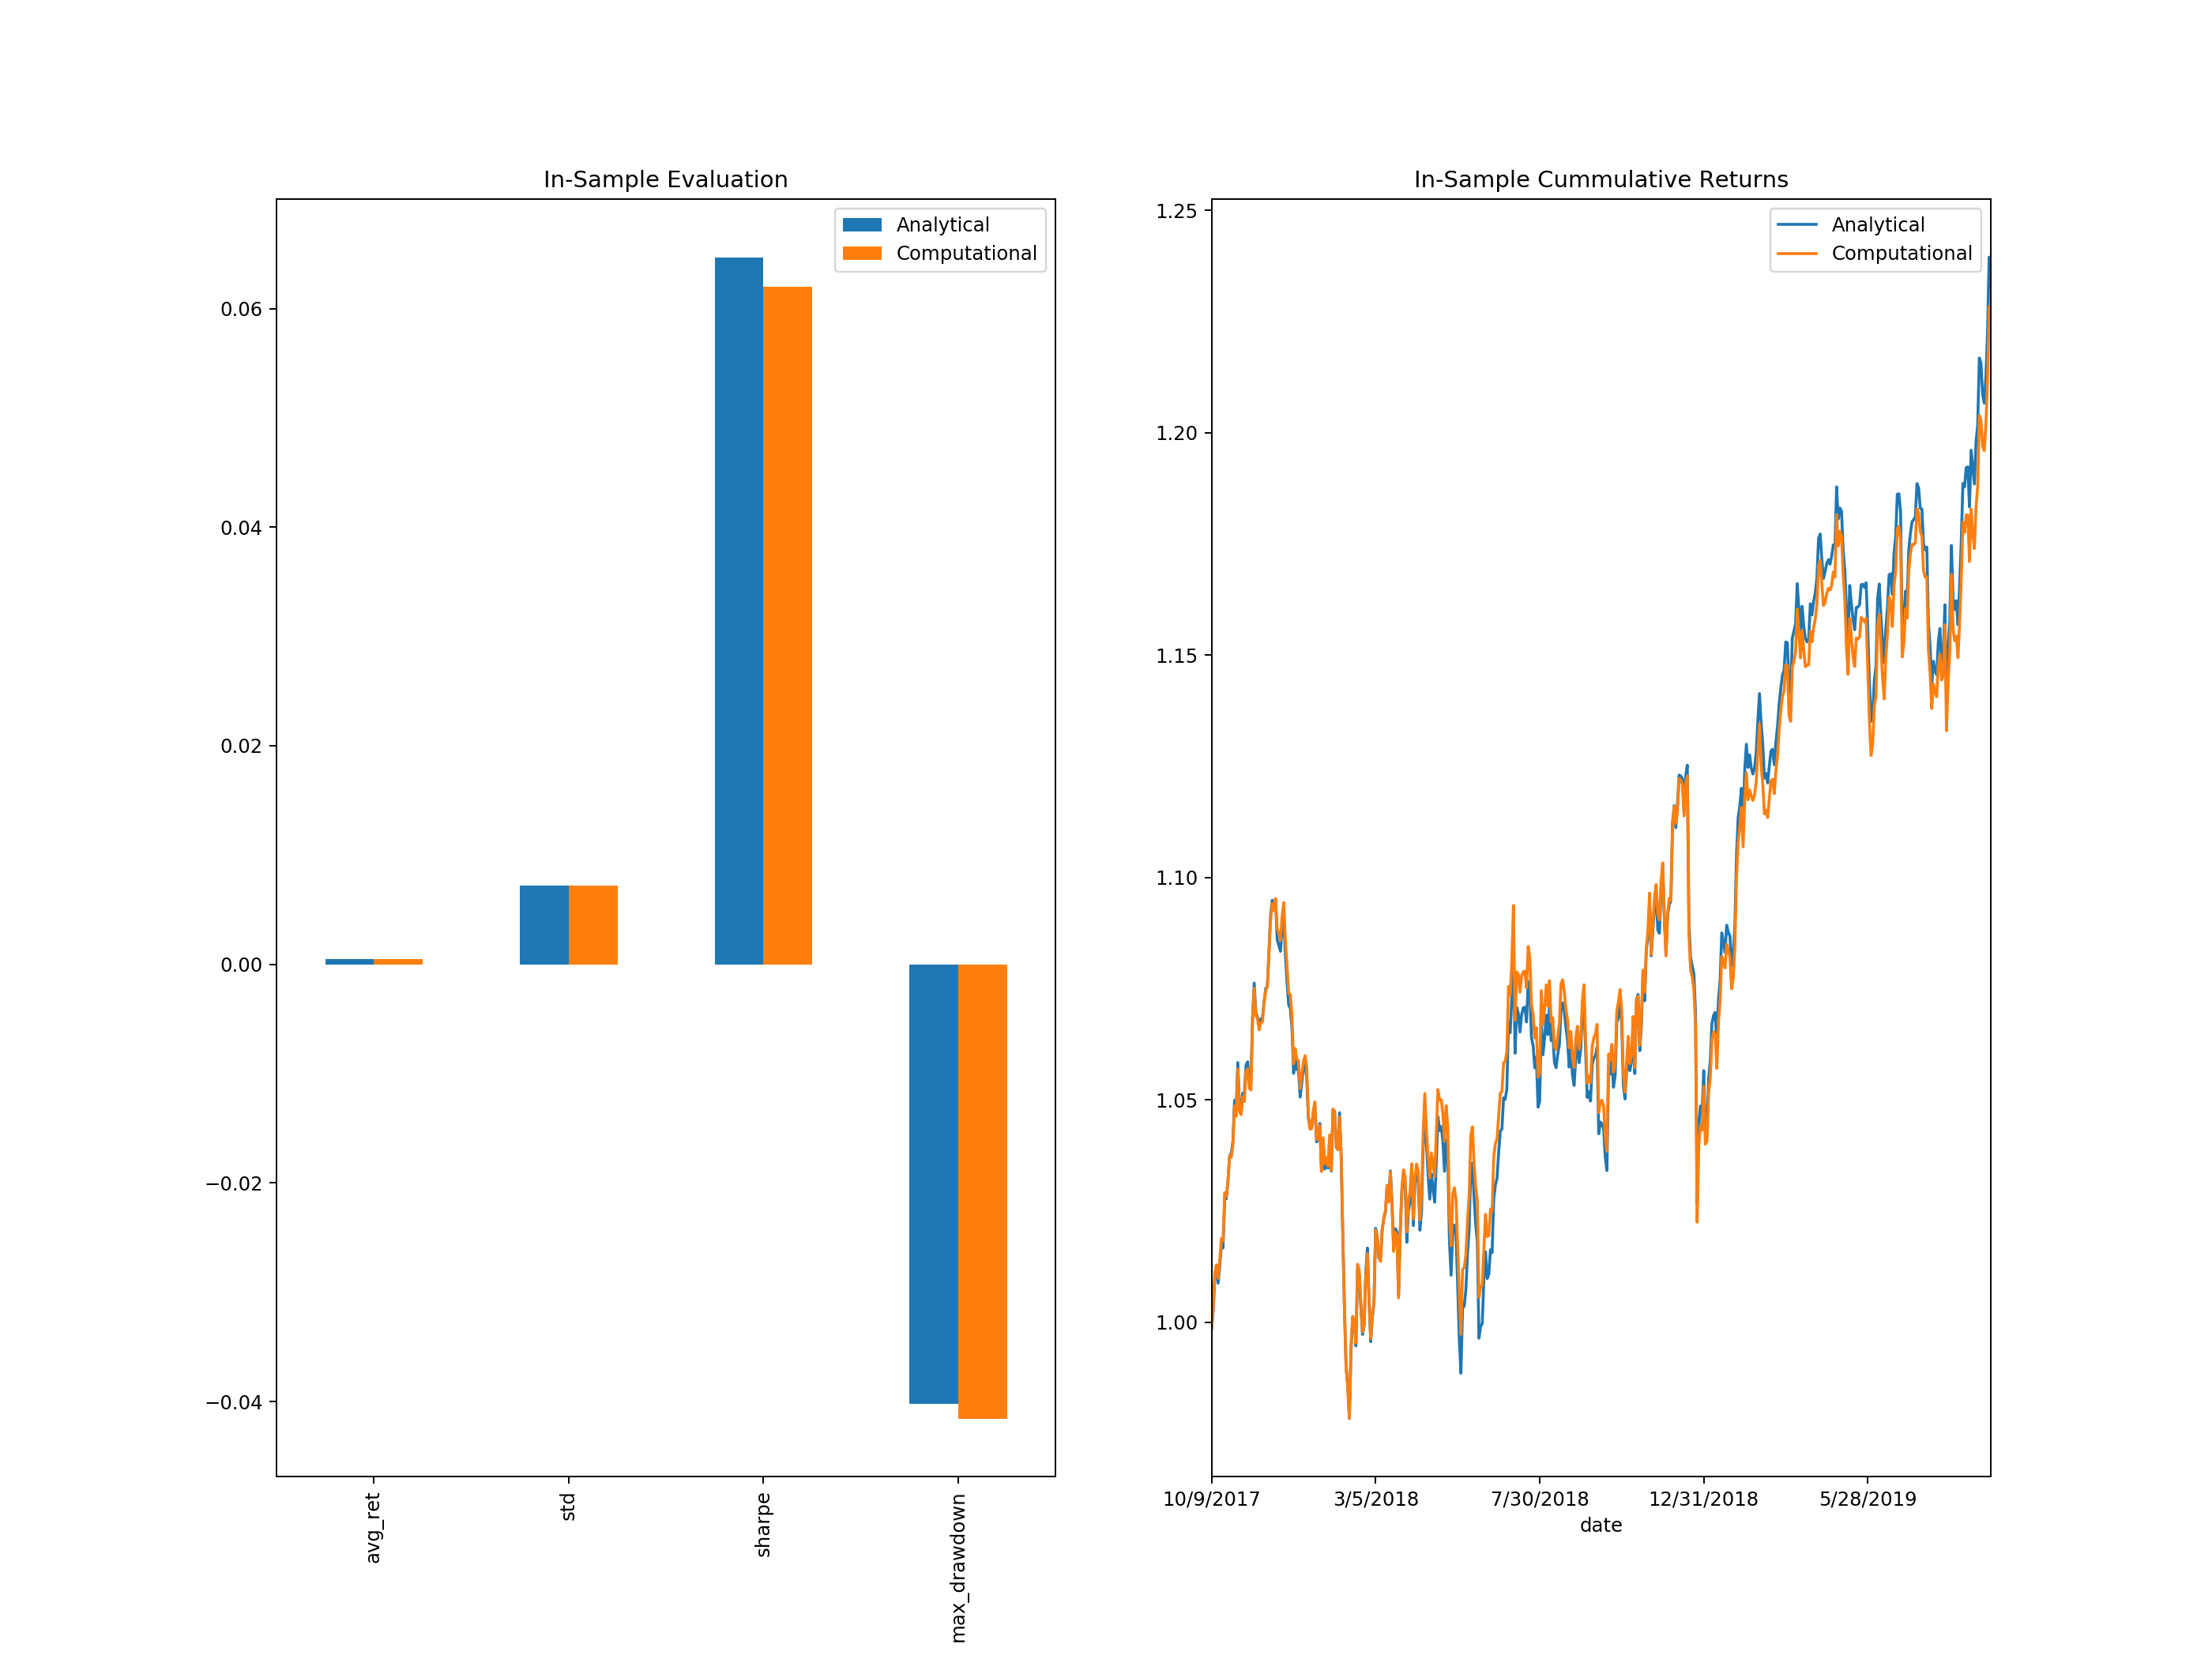 In-Sample Evaluation
Analytical
Computational
0.06
0.04
0.02
0.00
−0.02
−0.04
avg_ret
std
sharpe
max_drawdown
In-Sample Cummulative Returns
Analytical
Computational
1.25
1.20
1.15
1.10
1.05
1.00
10/9/2017
3/5/2018
7/30/2018
12/31/2018
5/28/2019
date